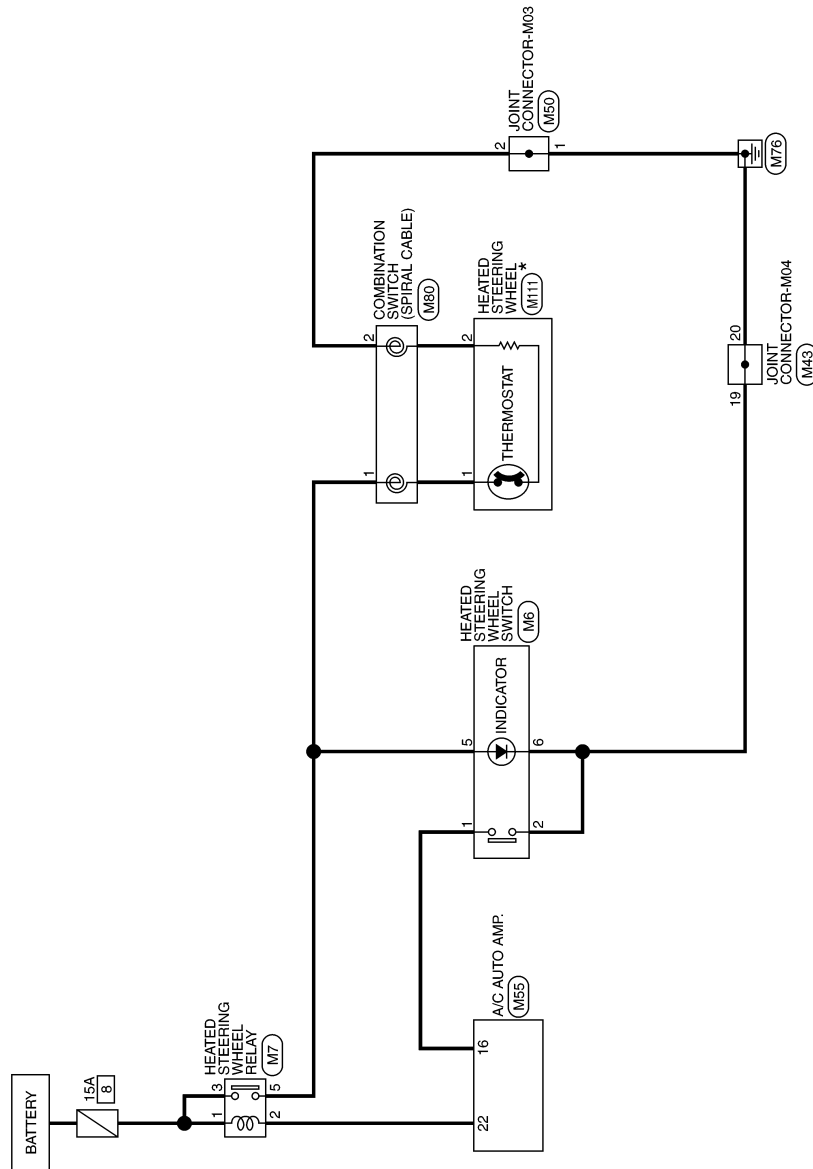 BATTERY
15A
8
HEATED
STEERING
WHEEL
RELAY
M7
1
3
2
5
A/C AUTO AMP.
M55
22
16
HEATED
STEERING
WHEEL
SWITCH
M6
1
5
INDICATOR
2
6
COMBINATION
SWITCH
(SPIRAL CABLE)
M80
1
2
HEATED
STEERING
WHEEL *
M111
1
2
THERMOSTAT
JOINT
CONNECTOR-M03
M50
2
1
M76
19
20
JOINT
CONNECTOR-M04
M43